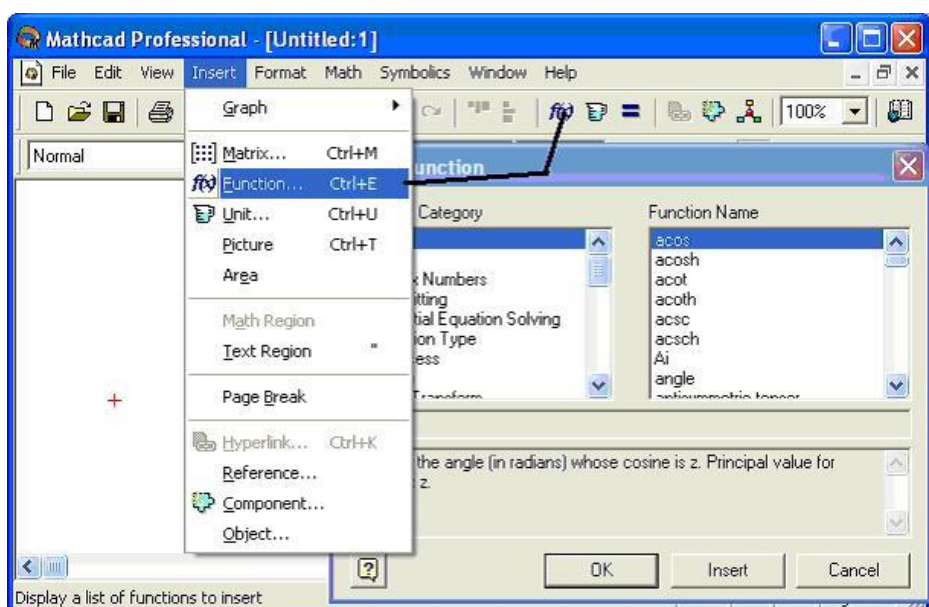 Mathcad Professional - [Untitled:1]
File Edit View Insert Format Math Symbolics Window Help
100%
Normal
Graph
Matrix... Ctrl+M
f(x) Function... Ctrl+E
Unit... Ctrl+U
Picture Ctrl+T
Area
Math Region
Text Region "
Page Break
Hyperlink... Ctrl+K
Reference...
Component...
Object...
f(x)
unction
Category
Numbers
itting
tial Equation Solving
ion Type
ess
Transform
Function Name
acos
acosh
acot
acoth
acsc
acsch
Ai
angle
antisymmetric tensor
the angle (in radians) whose cosine is z. Principal value for
z.
OK Insert Cancel
Display a list of functions to insert